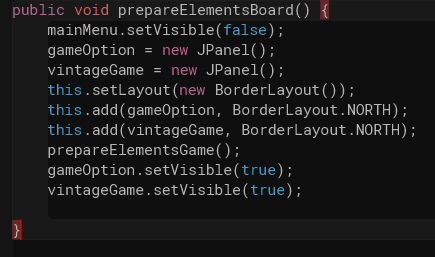 public void prepareElementsBoard() {
mainMenu.setVisible(false);
gameOption = new JPanel();
vintageGame = new JPanel();
this.setLayout(new BorderLayout());
this.add(gameOption, BorderLayout.NORTH);
this.add(vintageGame, BorderLayout.NORTH);
prepareElementsGame();
gameOption.setVisible(true);
vintageGame.setVisible(true);
}